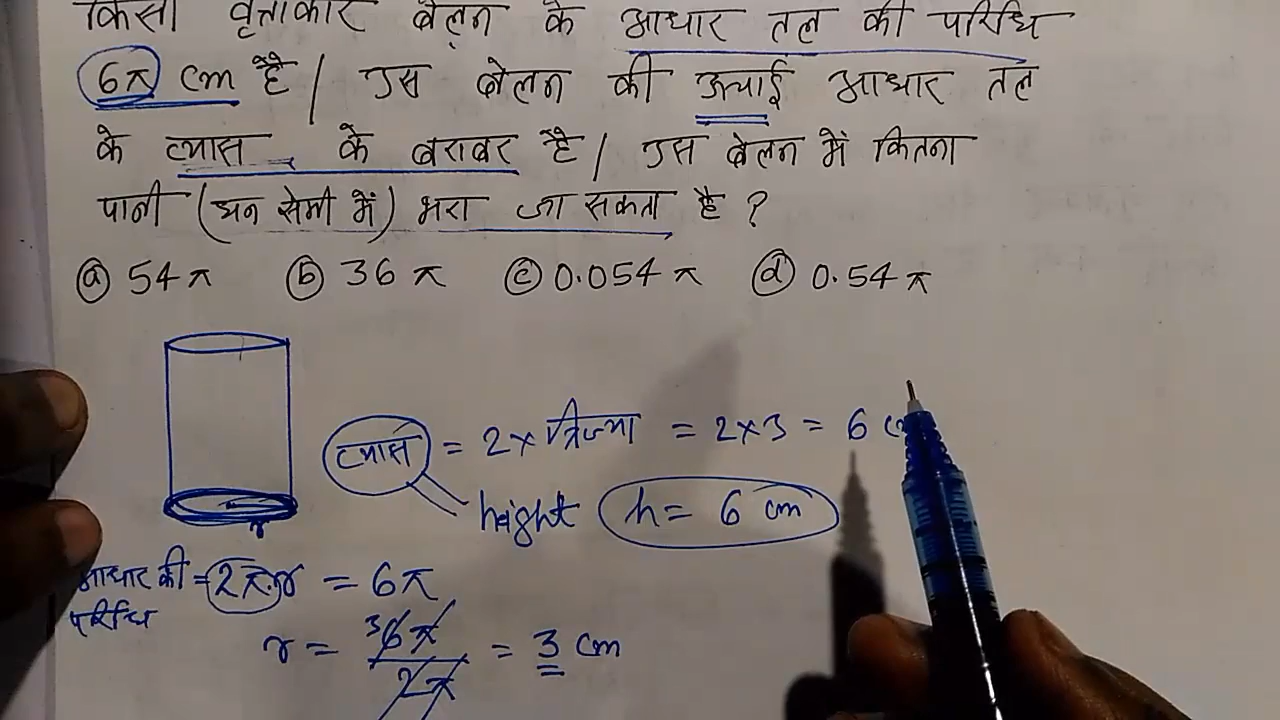 किसी वृत्ताकार बेलन के आधार तल की परिधि
6π cm है | उस बेलन की ऊचाई आधार तल
के व्यास के बराबर है | उस बेलन में कितना
पानी (घन सेमी में) भरा जा सकता है ?
ⓐ 54π ⓑ 36π ⓒ 0.054π ⓓ 0.54π
व्यास = 2×त्रिज्या = 2×3 = 6
height h = 6 cm
r
आधार की परिधि = 2π.r = 6π
r = 6π/2π = 3 cm
3